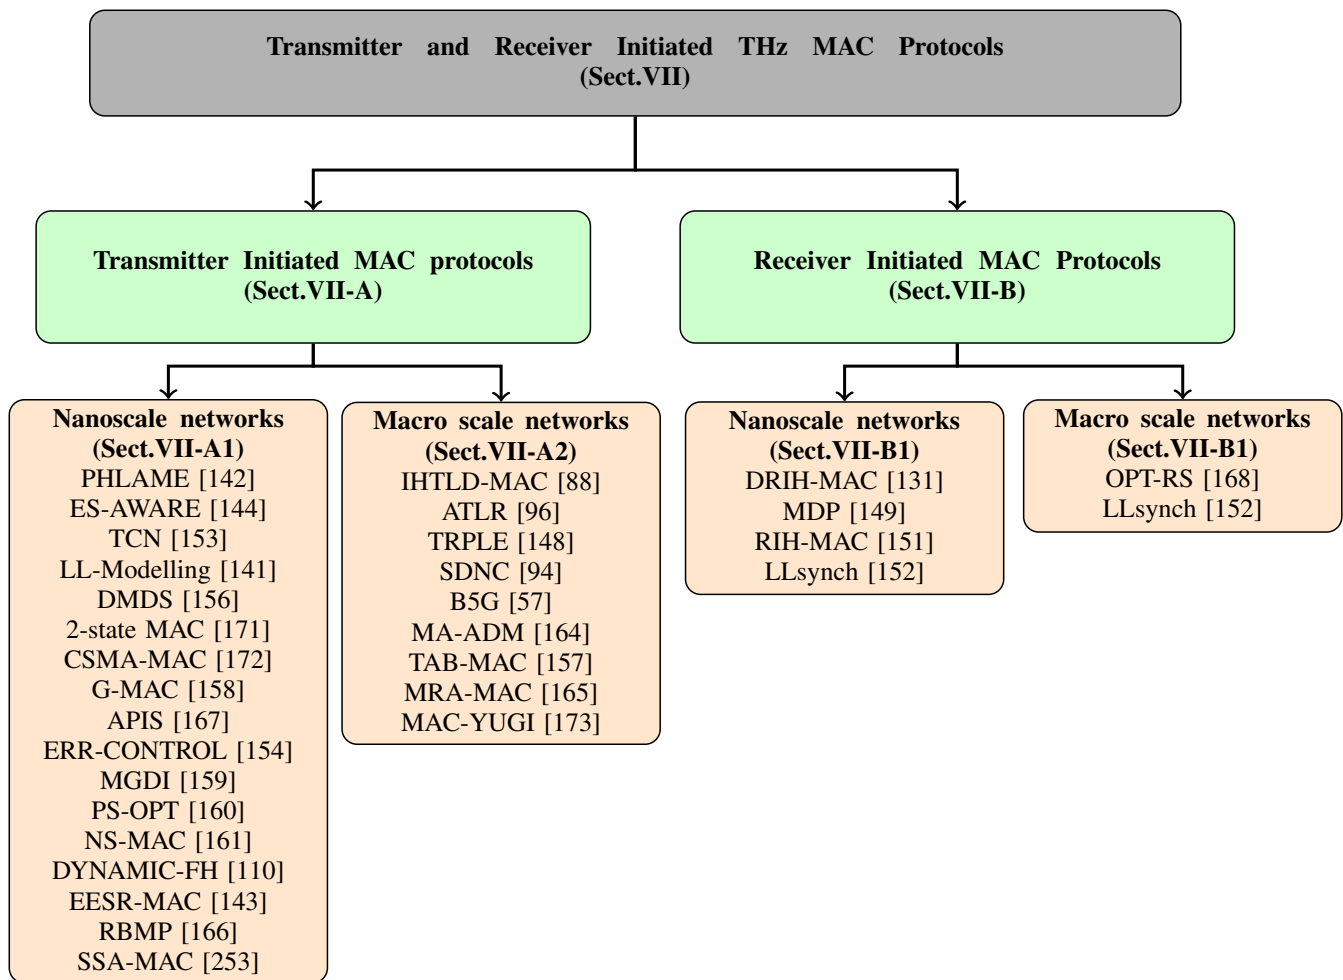 Transmitter and Receiver Initiated THz MAC Protocols
(Sect.VII)
Transmitter Initiated MAC protocols
(Sect.VII-A)
Receiver Initiated MAC Protocols
(Sect.VII-B)
Nanoscale networks
(Sect.VII-A1)
PHLAME [142]
ES-AWARE [144]
TCN [153]
LL-Modelling [141]
DMDS [156]
2-state MAC [171]
CSMA-MAC [172]
G-MAC [158]
APIS [167]
ERR-CONTROL [154]
MGDI [159]
PS-OPT [160]
NS-MAC [161]
DYNAMIC-FH [110]
EESR-MAC [143]
RBMP [166]
SSA-MAC [253]
Macro scale networks
(Sect.VII-A2)
IHTLD-MAC [88]
ATLR [96]
TRPLE [148]
SDNC [94]
B5G [57]
MA-ADM [164]
TAB-MAC [157]
MRA-MAC [165]
MAC-YUGI [173]
Nanoscale networks
(Sect.VII-B1)
DRIH-MAC [131]
MDP [149]
RIH-MAC [151]
LLsynch [152]
Macro scale networks
(Sect.VII-B1)
OPT-RS [168]
LLsynch [152]